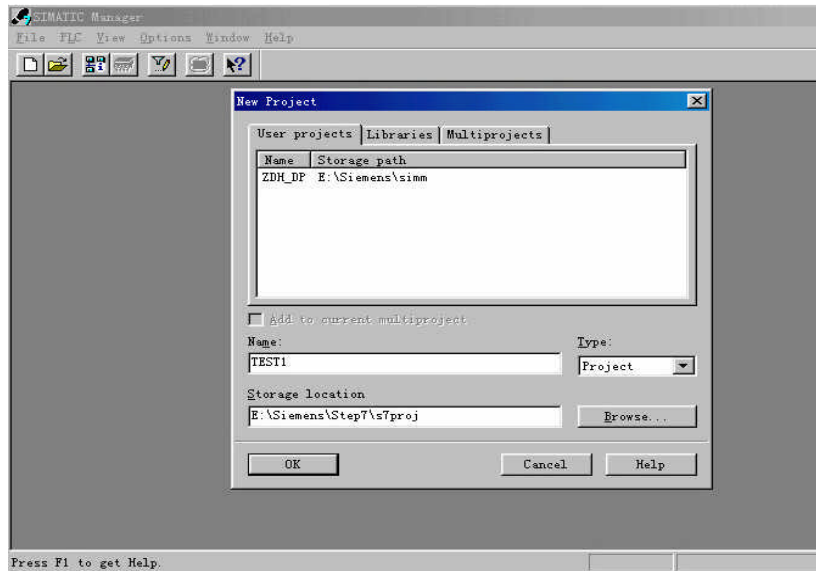 SIMATIC Manager
File PLC View Options Window Help
New Project
User projects Libraries Multiprojects
Name Storage path
ZDH_DP E:\Siemens\simm
Add to current multiproject
Name: Type:
TEST1 Project
Storage location
E:\Siemens\Step7\s7proj Browse...
OK Cancel Help
Press F1 to get Help.